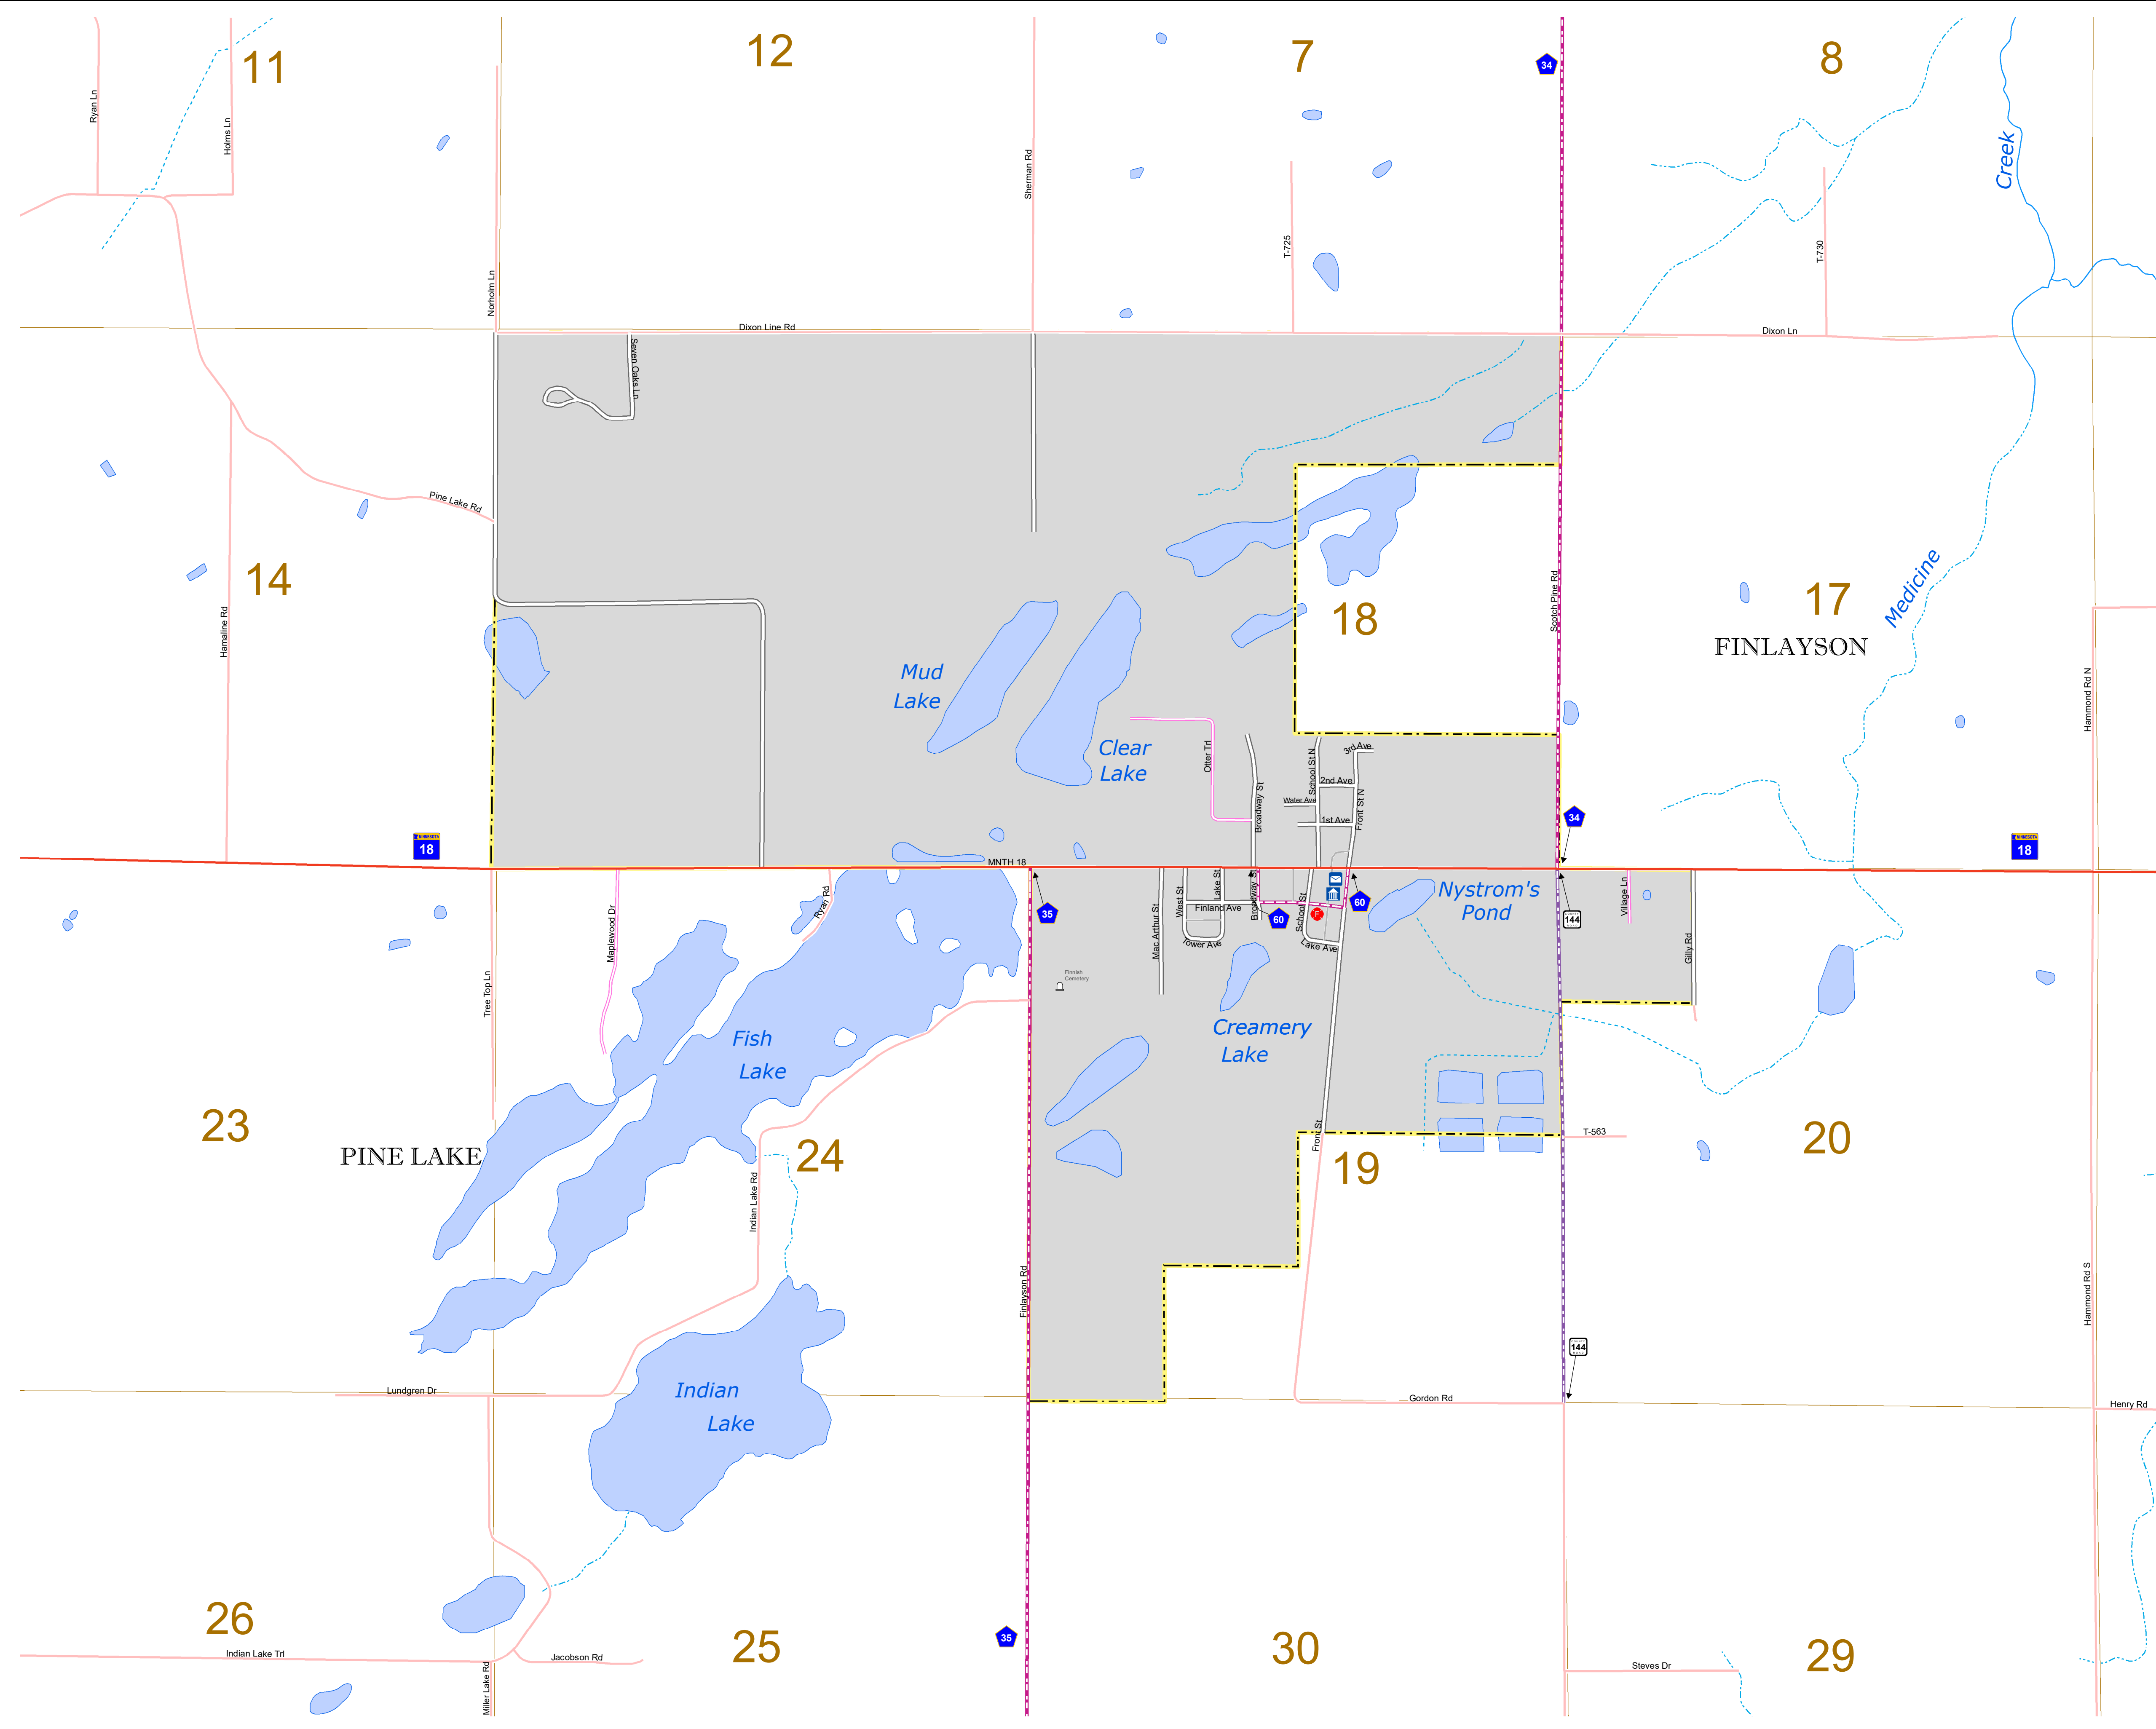 11
12
7
34
8
Ryan Ln
Holms Ln
Sherman Rd
Creek
T-725
T-730
Norholm Ln
Dixon Line Rd
Dixon Ln
Seven Oaks Ln
Pine Lake Rd
14
Hamaline Rd
Scotch Pine Rd
18
17
Medicine
FINLAYSON
Mud
Lake
Clear
Lake
Otter Trl
Broadway St
School St N
3rd Ave
2nd Ave
Water Ave
1st Ave
Front St N
Hammond Rd N
34
MINNESOTA
18
MINNESOTA
18
MNTH 18
Ryan Rd
Maplewood Dr
Tree Top Ln
35
Mac Arthur St
West St
Lake St
Finland Ave
Tower Ave
Broadway St
60
School St
F
Lake Ave
60
Nystrom's
Pond
144
Village Ln
Gilly Rd
Finnish
Cemetery
Fish
Lake
Creamery
Lake
23
PINE LAKE
24
Indian Lake Rd
Front St
19
T-563
20
Finlayson Rd
Hammond Rd S
144
Lundgren Dr
Indian
Lake
Gordon Rd
Henry Rd
26
25
35
30
29
Indian Lake Trl
Miller Lake Rd
Jacobson Rd
Steves Dr